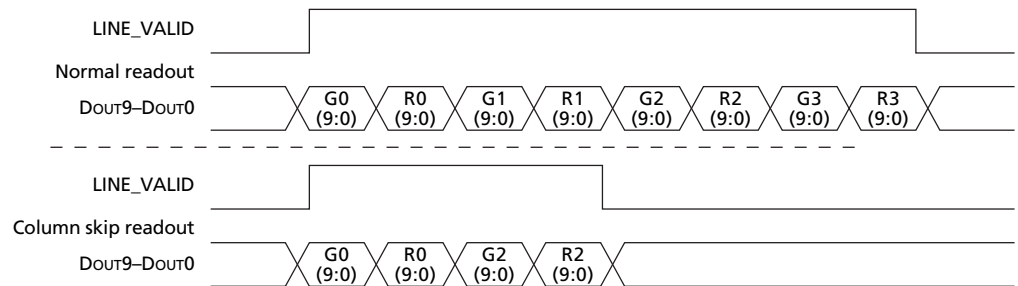 LINE_VALID
Normal readout
DOUT9–DOUT0
G0 (9:0) R0 (9:0) G1 (9:0) R1 (9:0) G2 (9:0) R2 (9:0) G3 (9:0) R3 (9:0)
LINE_VALID
Column skip readout
DOUT9–DOUT0
G0 (9:0) R0 (9:0) G2 (9:0) R2 (9:0)